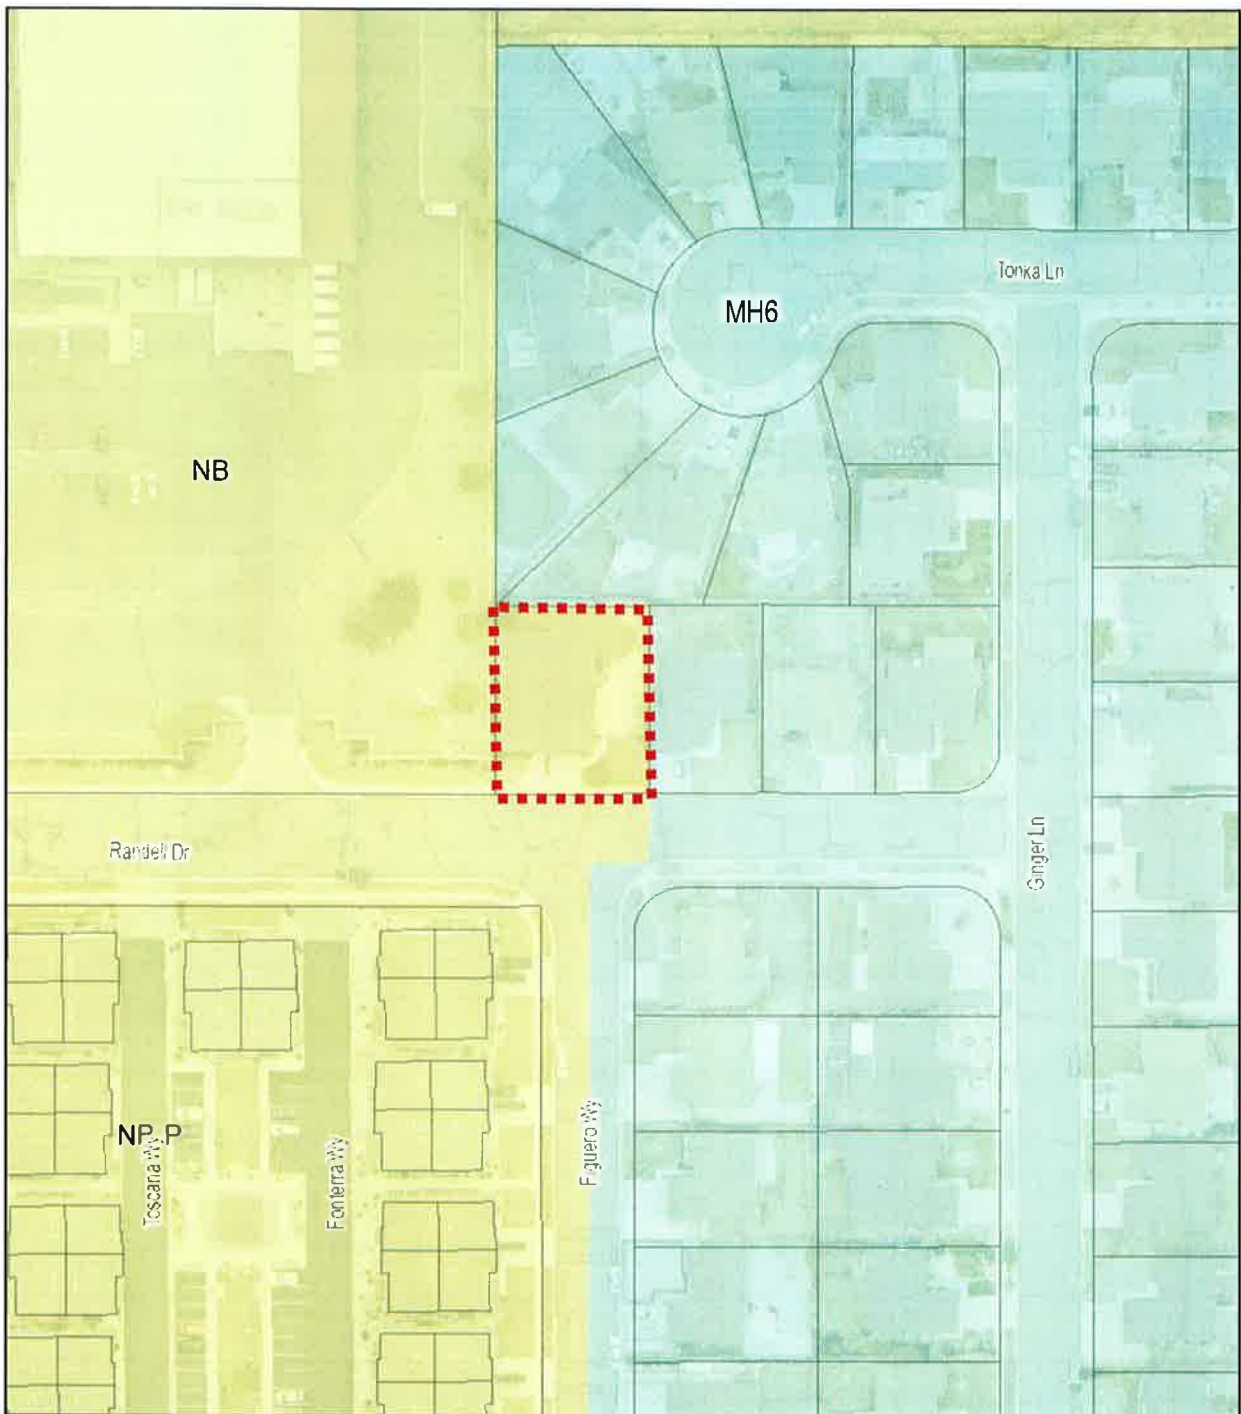 Tonka Ln
MH6
NB
Randell Dr
Ginger Ln
NP_P
Toscana Wy
Fonterra Wy
Figuero Wy